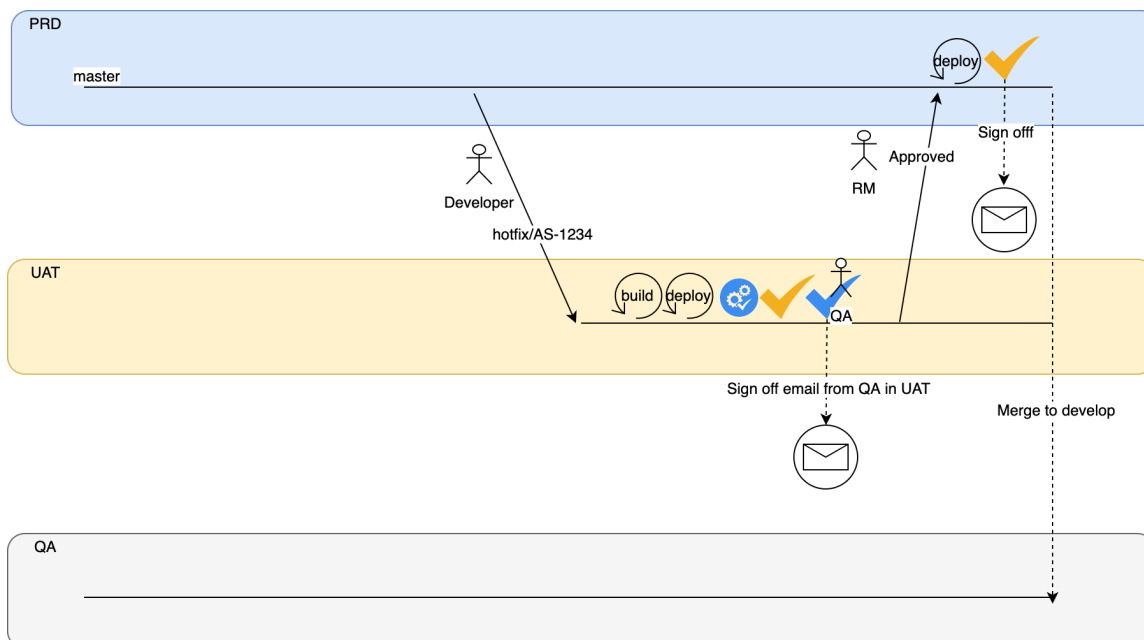 PRD
deploy
master
Sign offf
Approved
RM
Developer
hotfix/AS-1234
UAT
build
deploy
QA
Sign off email from QA in UAT
Merge to develop
QA